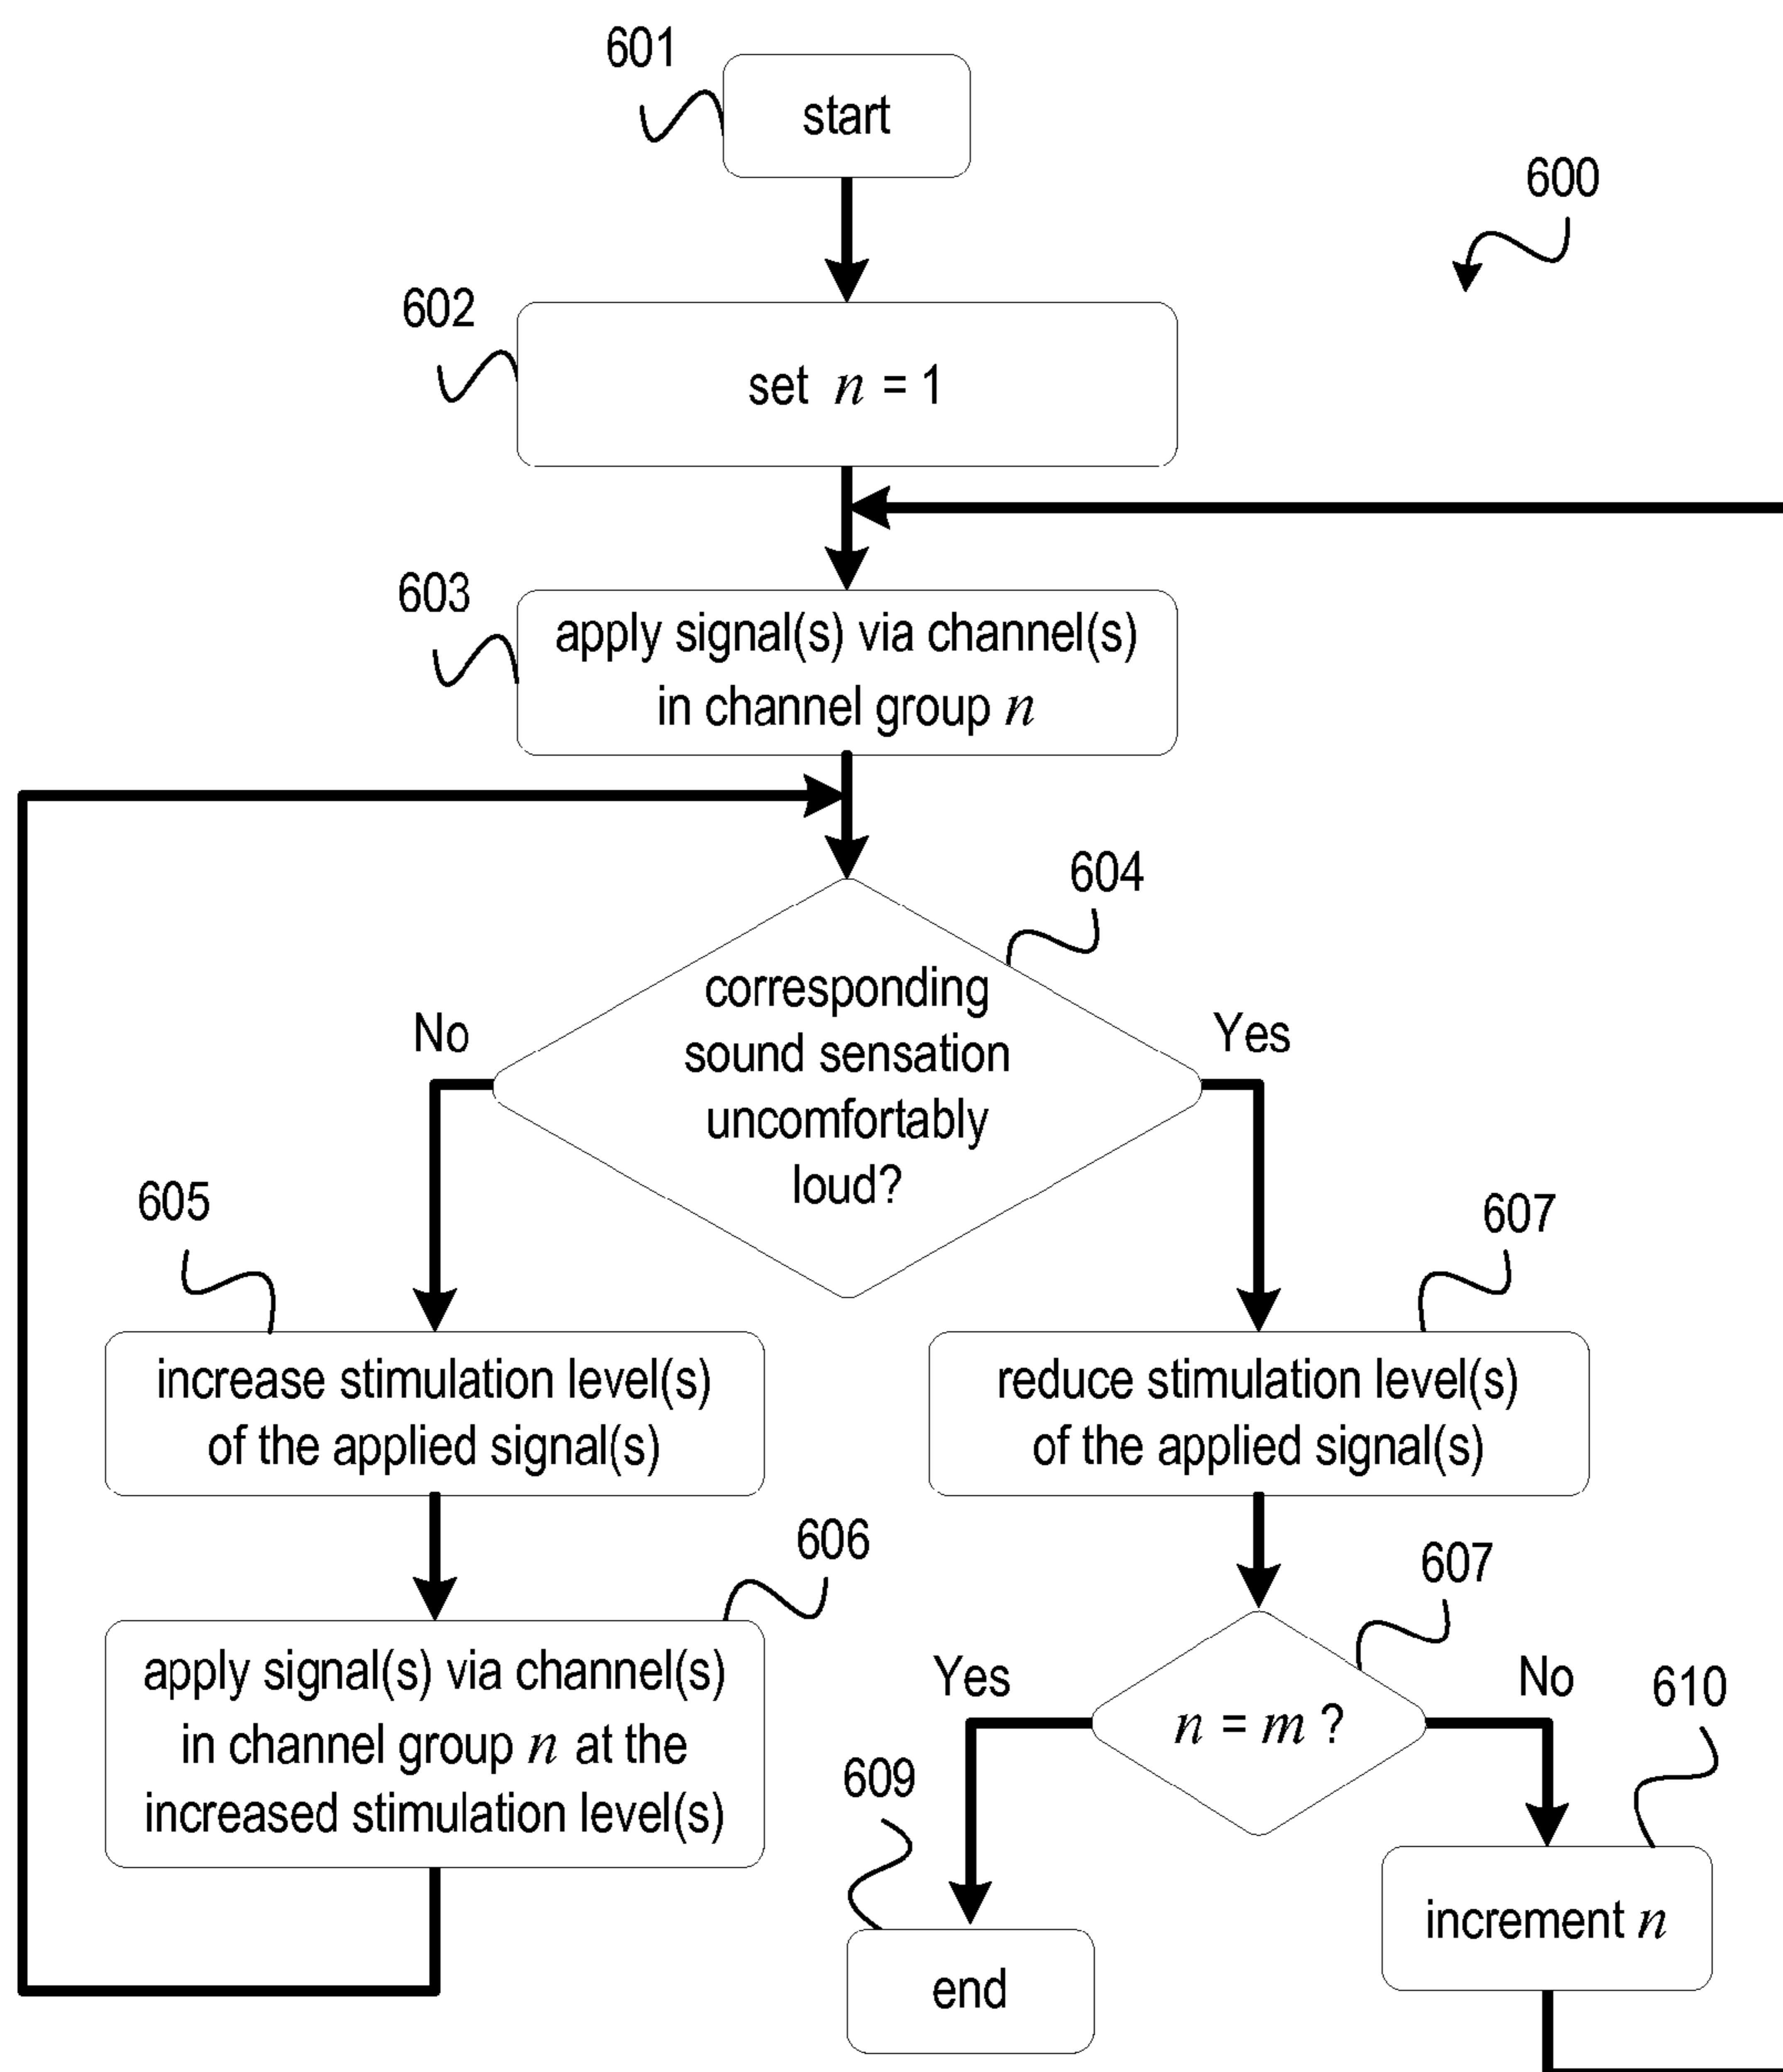 601
start
600
602
set n = 1
603
apply signal(s) via channel(s)
in channel group n
604
corresponding
sound sensation
uncomfortably
loud?
No
Yes
605
increase stimulation level(s)
of the applied signal(s)
607
reduce stimulation level(s)
of the applied signal(s)
606
apply signal(s) via channel(s)
in channel group n at the
increased stimulation level(s)
607
n = m ?
Yes
No
609
end
610
increment n